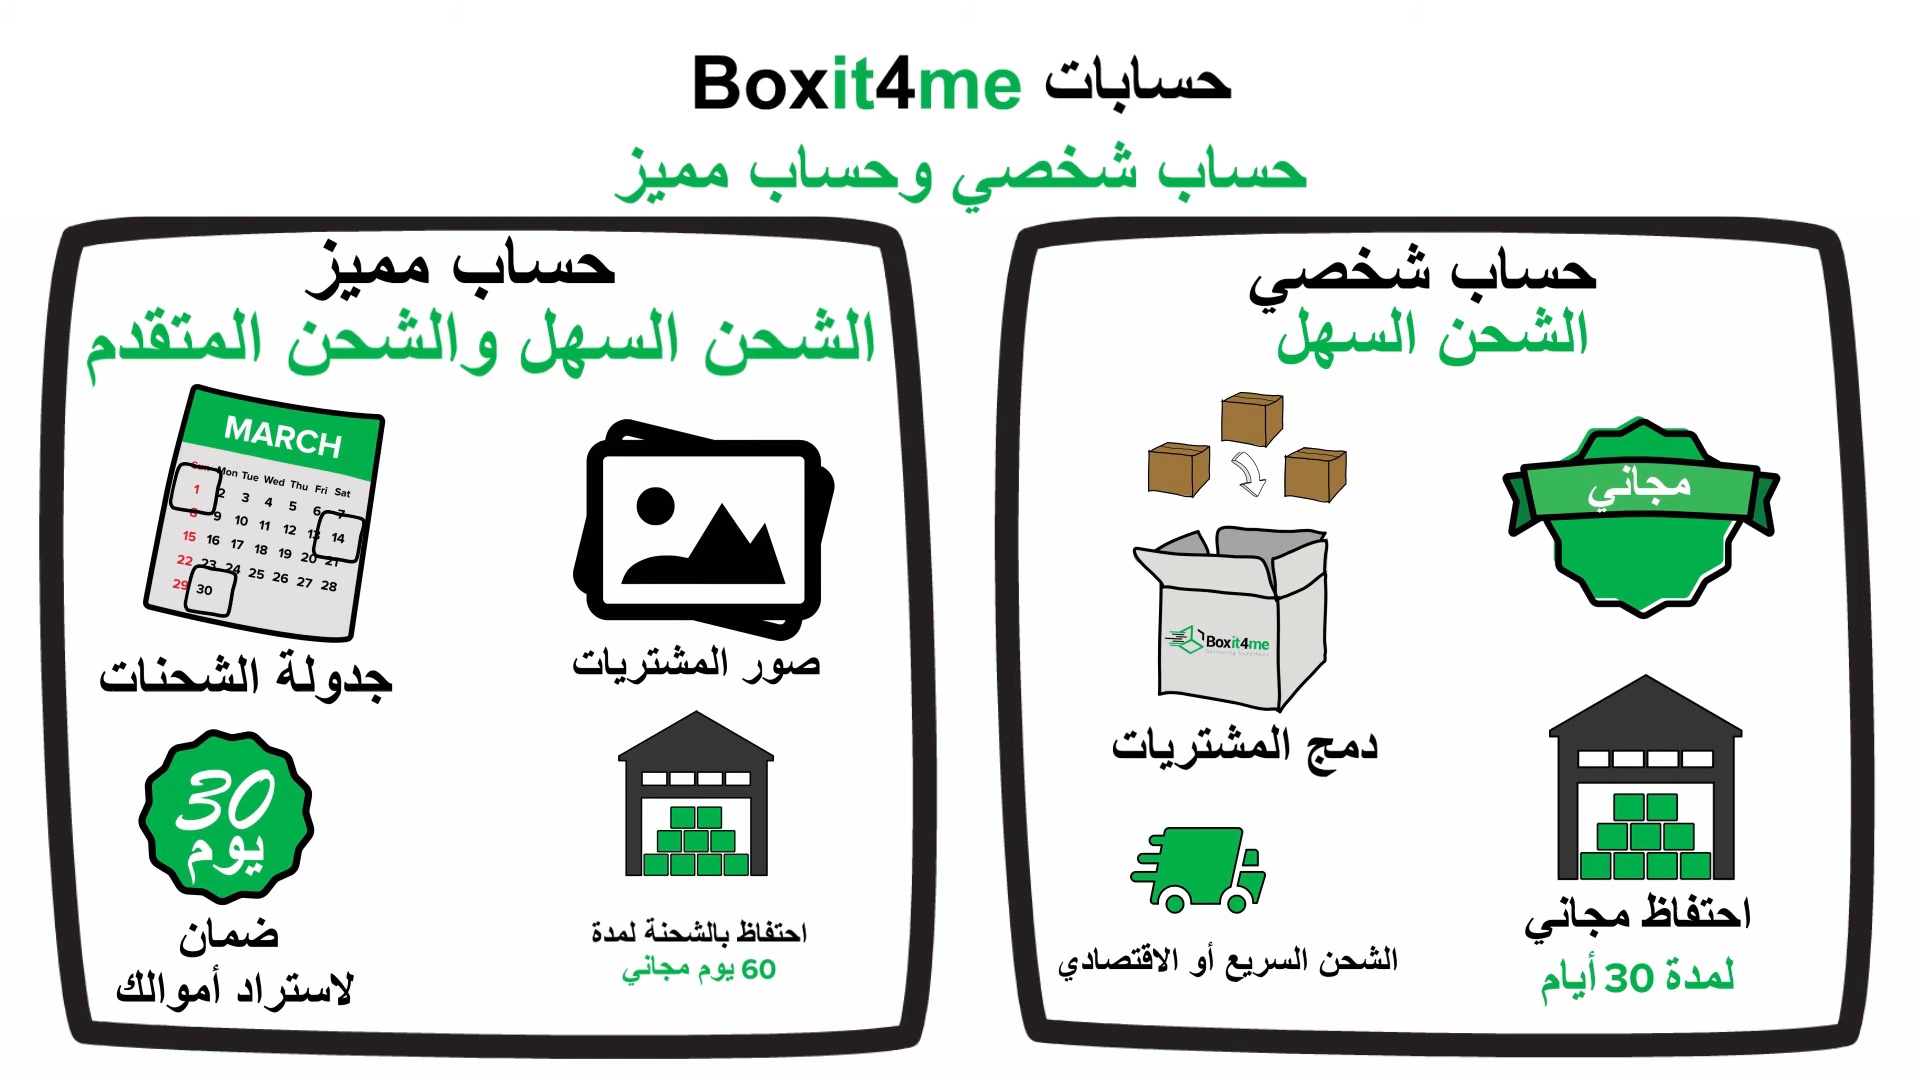 حسابات Boxit4me
حساب شخصي وحساب مميز
حساب شخصي
الشحن السهل
مجاني
Boxit4me
دمج المشتريات
احتفاظ مجاني
لمدة 30 أيام
الشحن السريع أو الاقتصادي
حساب مميز
الشحن السهل والشحن المتقدم
MARCH
Sun Mon Tue Wed Thu Fri Sat
1 2 3 4 5 6 7
8 9 10 11 12 13 14
15 16 17 18 19 20 21
22 23 24 25 26 27 28
29 30
صور المشتريات
جدولة الشحنات
30
يوم
ضمان
لاستراد أموالك
احتفاظ بالشحنة لمدة
60 يوم مجاني